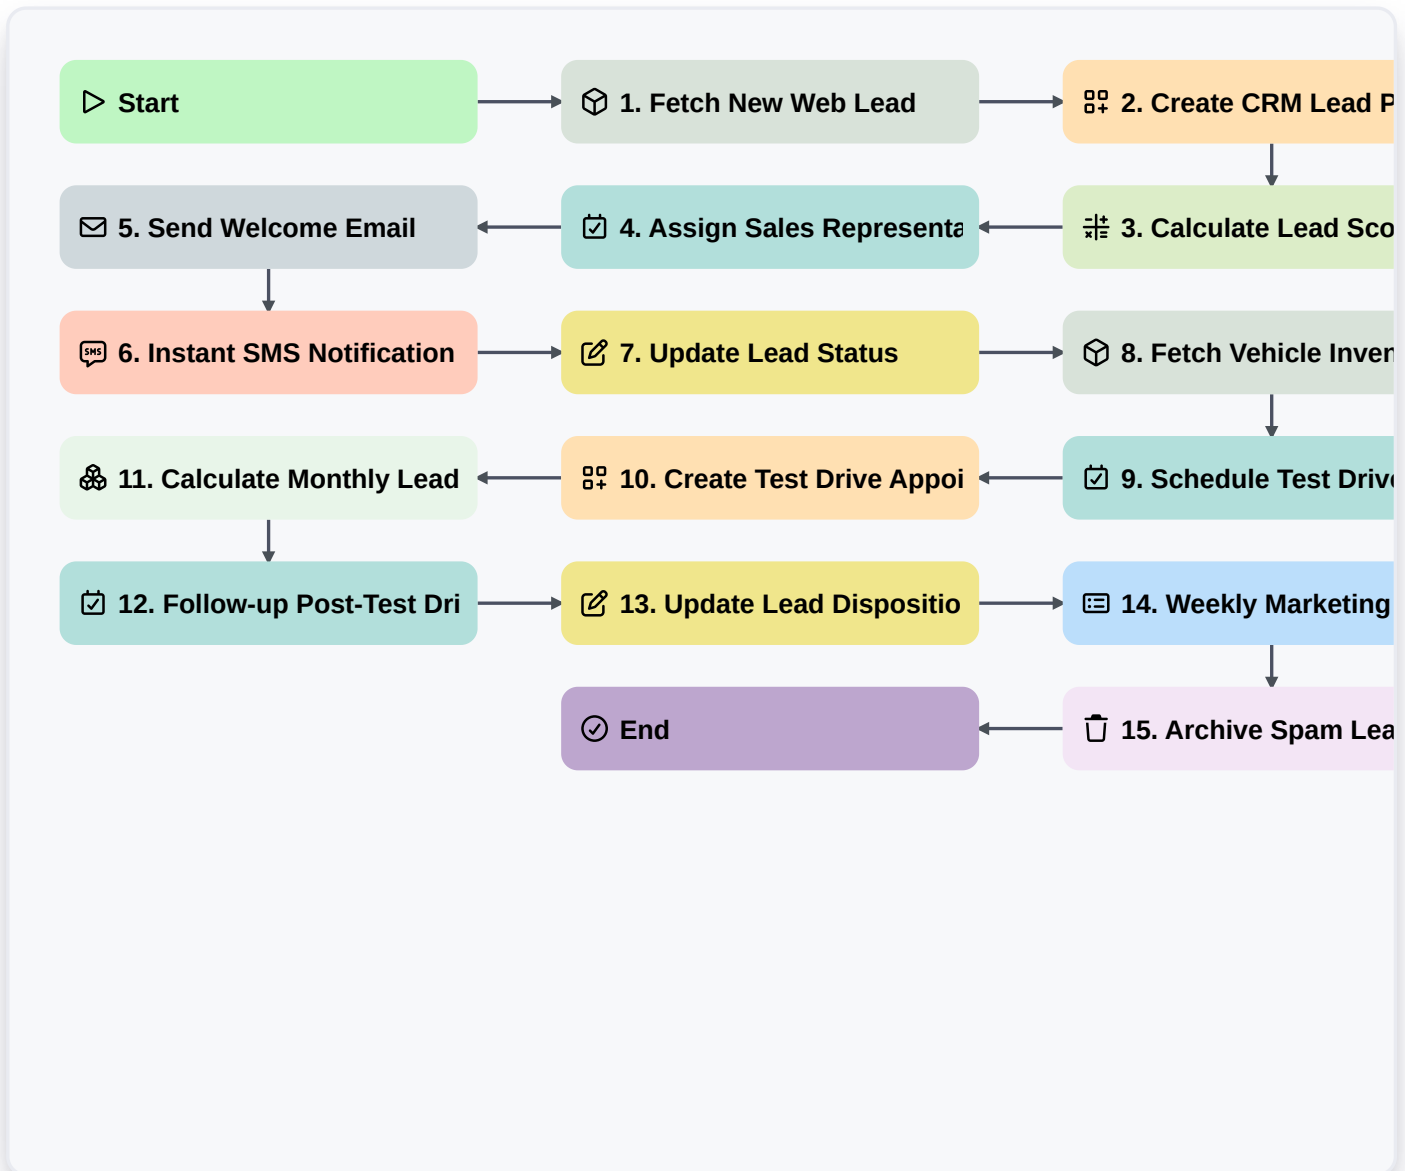 Start
1. Fetch New Web Lead
2. Create CRM Lead P
5. Send Welcome Email
4. Assign Sales Representa
3. Calculate Lead Sco
SMS
6. Instant SMS Notification
7. Update Lead Status
8. Fetch Vehicle Inven
11. Calculate Monthly Lead
10. Create Test Drive Appoi
9. Schedule Test Drive
12. Follow-up Post-Test Dri
13. Update Lead Dispositio
14. Weekly Marketing
End
15. Archive Spam Lea